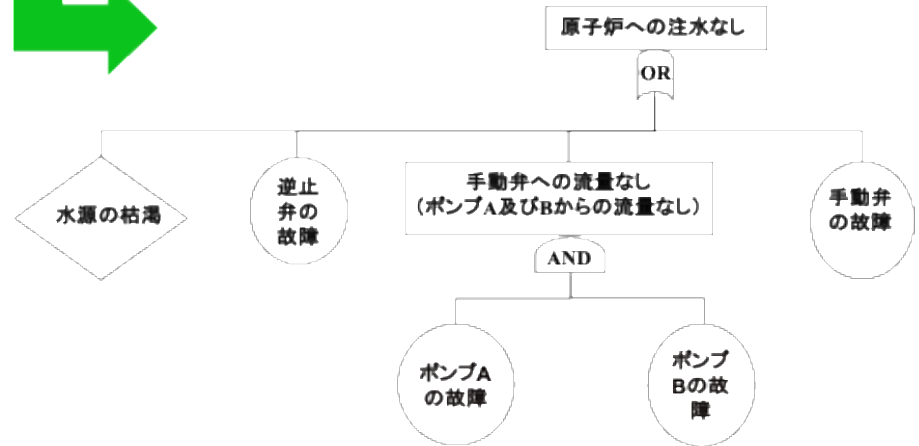 原子炉への注水なし
OR
水源の枯渇
逆止
弁の
故障
手動弁への流量なし
（ポンプA及びBからの流量なし）
手動弁
の故障
AND
ポンプA
の故障
ポンプ
Bの故
障